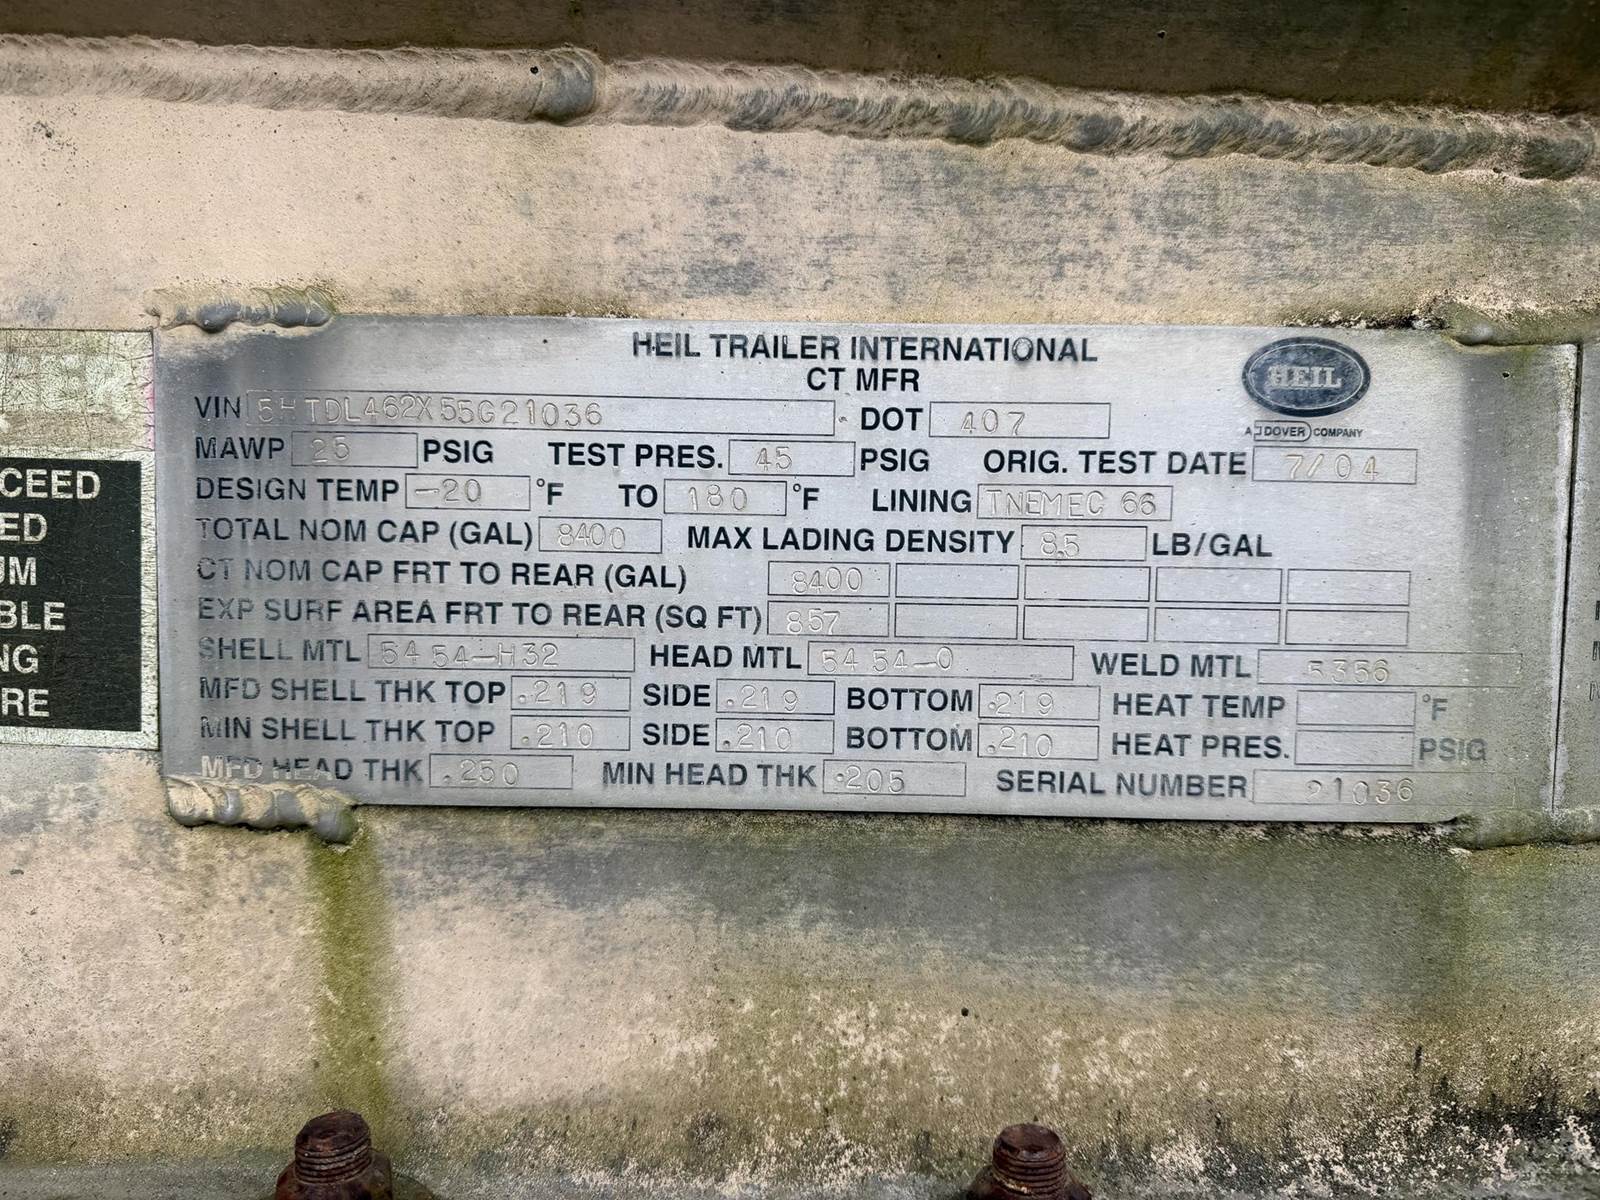 HEIL TRAILER INTERNATIONAL
CT MFR
HEIL
A DOVER COMPANY
VIN 5HTDL462X55G21036 DOT 407
MAWP 25 PSIG TEST PRES. 45 PSIG ORIG. TEST DATE 7/04
DESIGN TEMP -20 °F TO 180 °F LINING TNEMEC 66
TOTAL NOM CAP (GAL) 8400 MAX LADING DENSITY 8.5 LB/GAL
CT NOM CAP FRT TO REAR (GAL) 8400
EXP SURF AREA FRT TO REAR (SQ FT) 857
SHELL MTL 5454-H32 HEAD MTL 5454-0 WELD MTL 5356
MFD SHELL THK TOP .219 SIDE .219 BOTTOM .219 HEAT TEMP °F
MIN SHELL THK TOP .210 SIDE .210 BOTTOM .210 HEAT PRES. PSIG
MFD HEAD THK .250 MIN HEAD THK .205 SERIAL NUMBER 21036
CEED
ED
UM
BLE
NG
RE